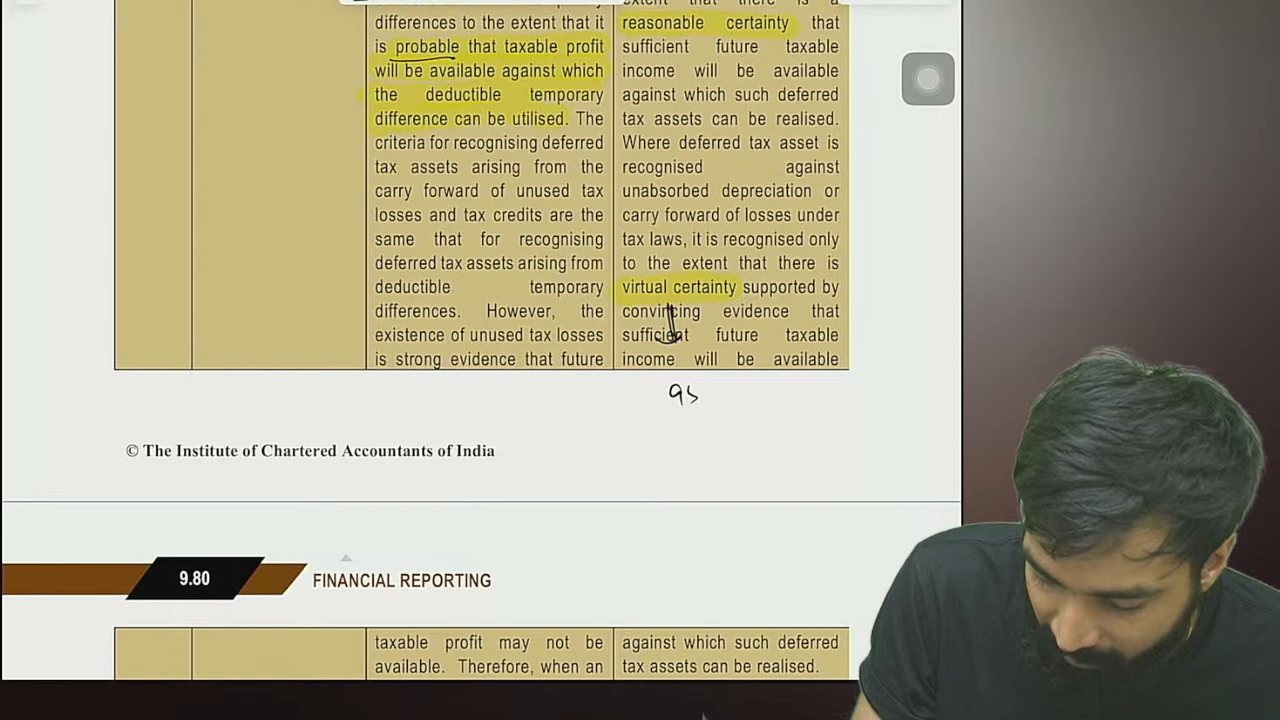 differences to the extent that it
is probable that taxable profit
will be available against which
the deductible temporary
difference can be utilised. The
criteria for recognising deferred
tax assets arising from the
carry forward of unused tax
losses and tax credits are the
same that for recognising
deferred tax assets arising from
deductible temporary
differences. However, the
existence of unused tax losses
is strong evidence that future
extent that there is a
reasonable certainty that
sufficient future taxable
income will be available
against which such deferred
tax assets can be realised.
Where deferred tax asset is
recognised against
unabsorbed depreciation or
carry forward of losses under
tax laws, it is recognised only
to the extent that there is
virtual certainty supported by
convincing evidence that
sufficient future taxable
income will be available
© The Institute of Chartered Accountants of India
9.80
FINANCIAL REPORTING
taxable profit may not be
available. Therefore, when an
against which such deferred
tax assets can be realised.